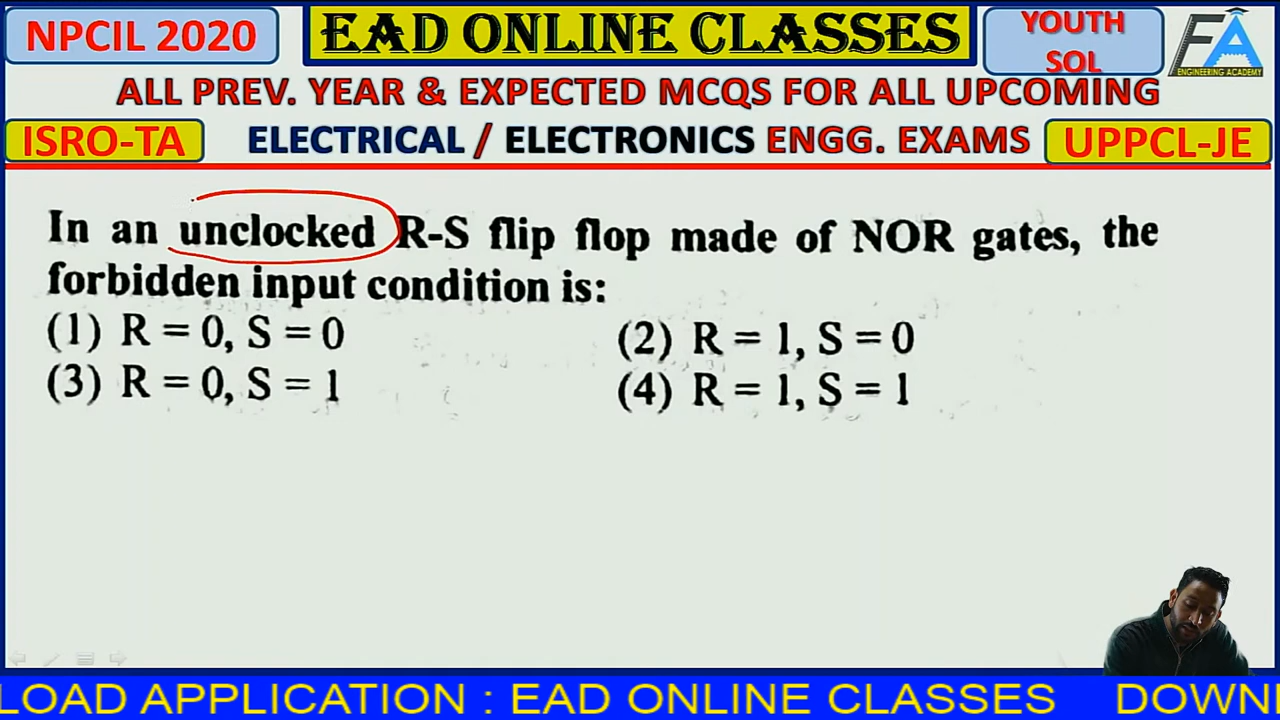 NPCIL 2020
EAD ONLINE CLASSES
YOUTH
SOL
ENGINEERING ACADEMY
ALL PREV. YEAR & EXPECTED MCQS FOR ALL UPCOMING
ISRO-TA
ELECTRICAL / ELECTRONICS ENGG. EXAMS
UPPCL-JE
In an unclocked R-S flip flop made of NOR gates, the
forbidden input condition is:
(1) R = 0, S = 0
(2) R = 1, S = 0
(3) R = 0, S = 1
(4) R = 1, S = 1
LOAD APPLICATION : EAD ONLINE CLASSES DOWN